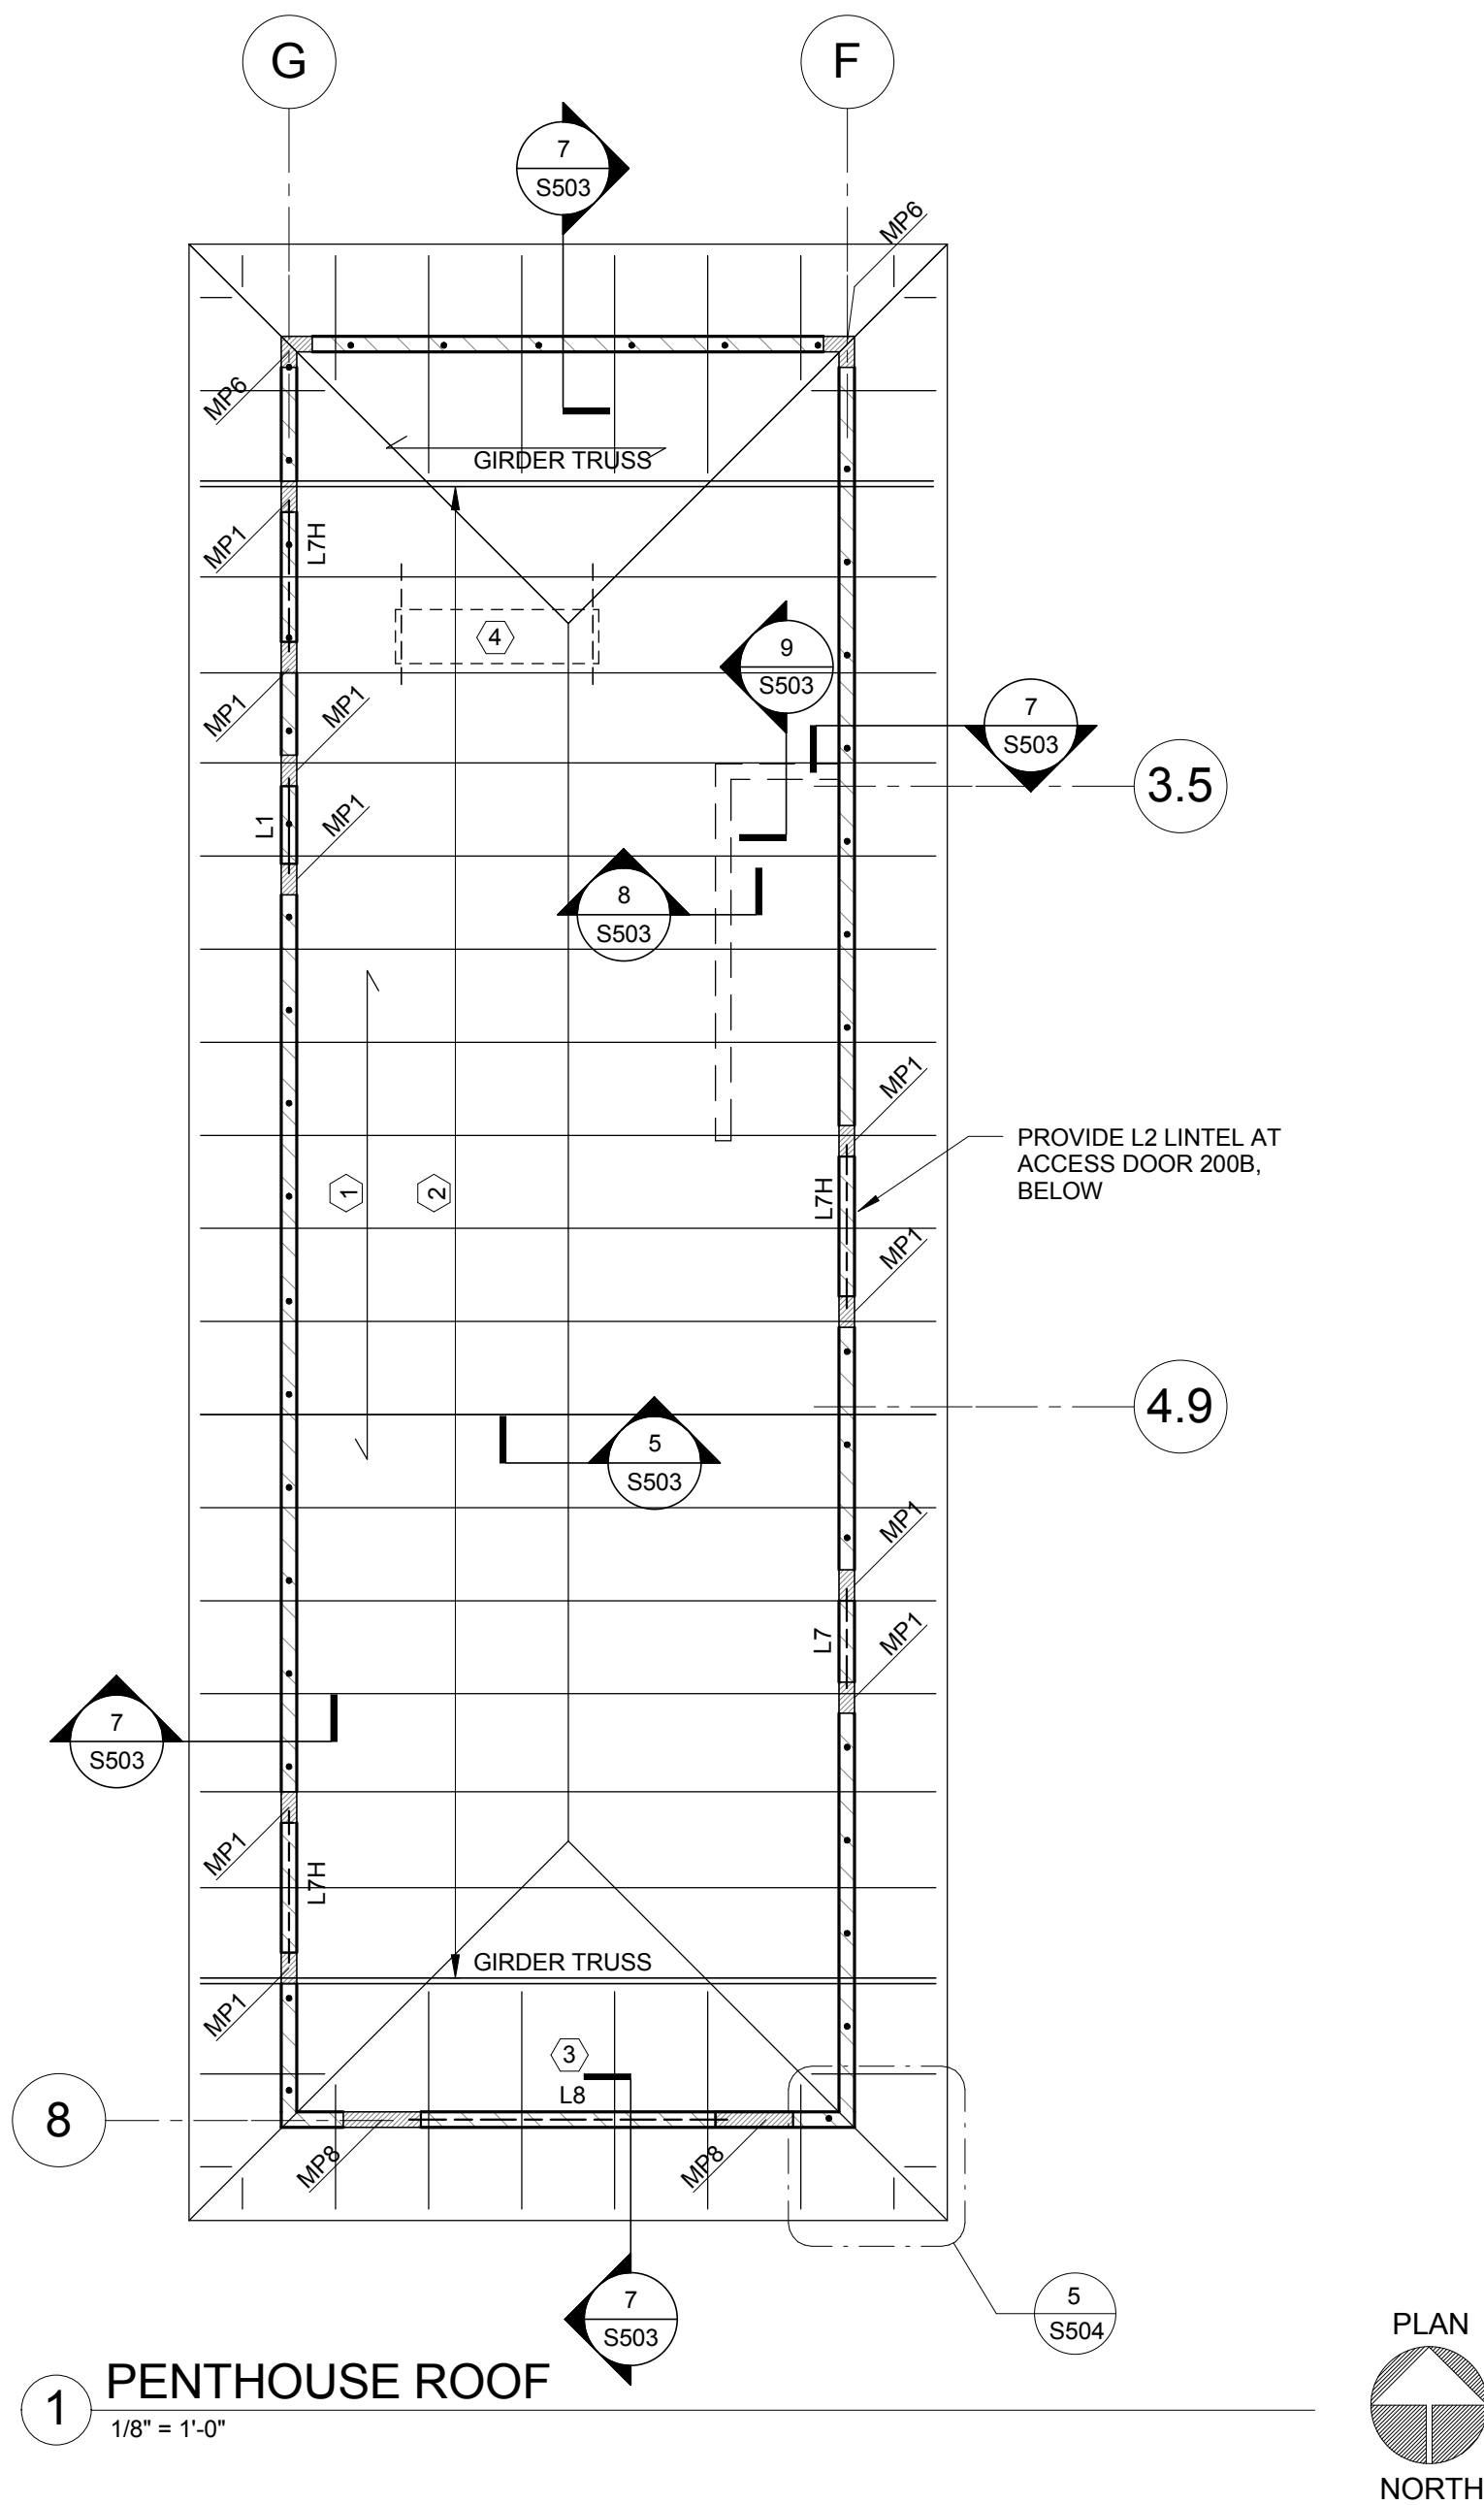 G
F
7
S503
MP6
MP6
GIRDER TRUSS
MP1
L7H
4
9
S503
MP1
MP1
7
S503
3.5
L1
MP1
8
S503
MP1
PROVIDE L2 LINTEL AT
ACCESS DOOR 200B,
BELOW
1
2
L7H
MP1
4.9
5
S503
MP1
L7
MP1
7
S503
MP1
L7H
GIRDER TRUSS
MP1
3
L8
8
MP8
MP8
7
S503
5
S504
PLAN
NORTH
1
PENTHOUSE ROOF
1/8" = 1'-0"